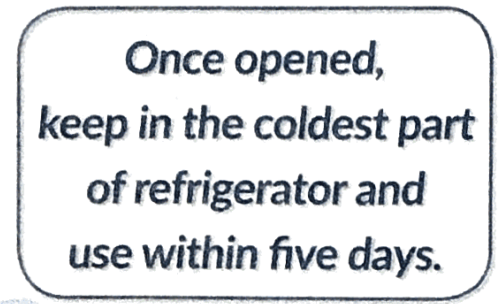 Once opened,
keep in the coldest part
of refrigerator and
use within five days.